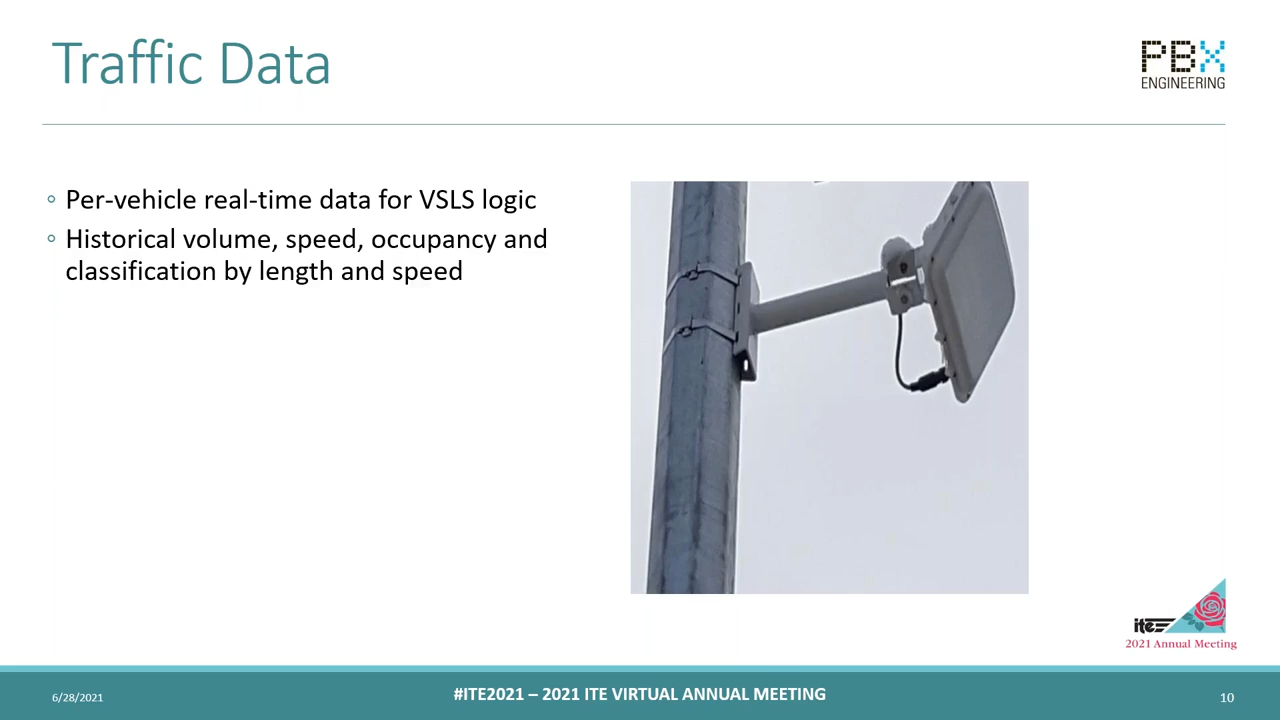 Traffic Data
PBX
ENGINEERING
◦ Per-vehicle real-time data for VSLS logic
◦ Historical volume, speed, occupancy and
classification by length and speed
ite
2021 Annual Meeting
6/28/2021
#ITE2021 – 2021 ITE VIRTUAL ANNUAL MEETING
10